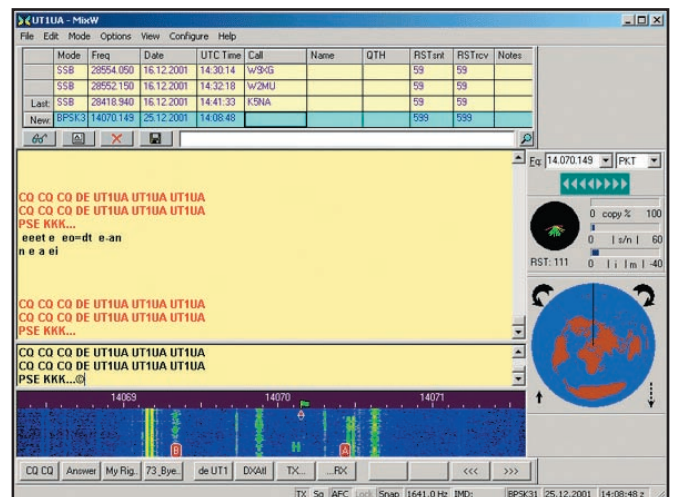 UT1UA - MixW
File Edit Mode Options View Configure Help
Mode Freq Date UTC Time Call Name QTH RSTsnt RSTrcv Notes
SSB 28554.050 16.12.2001 14:30:14 W9XG 59 59
SSB 28552.150 16.12.2001 14:32:18 W2MU 59 59
Last: SSB 28418.940 16.12.2001 14:41:33 K5NA 59 59
New: BPSK3 14070.149 25.12.2001 14:08:48 599 599
CQ CQ CQ DE UT1UA UT1UA UT1UA
CQ CQ CQ DE UT1UA UT1UA UT1UA
PSE KKK...
eeet e eo=dt e-an
n e a ei
CQ CQ CQ DE UT1UA UT1UA UT1UA
CQ CQ CQ DE UT1UA UT1UA UT1UA
PSE KKK...
CQ CQ CQ DE UT1UA UT1UA UT1UA
CQ CQ CQ DE UT1UA UT1UA UT1UA
PSE KKK...©
Fq: 14.070.149 PKT
0 copy % 100
0 | s/n | 60
RST: 111 0 | i | m | -40
14069 14070 14071
B H A
CQ CQ Answer My Rig.. 73_Bye.. de UT1 DXAtl TX... ...RX <<< >>>
TX Sq AFC Lock Snap 1641.0 Hz IMD: BPSK31 25.12.2001 14:08:48 z